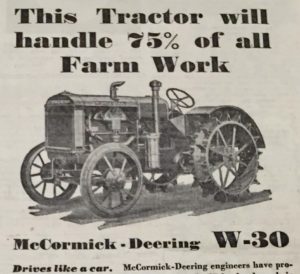 This Tractor will
handle 75% of all
Farm Work
McCormick-Deering W-30
Drives like a car. McCormick-Deering engineers have pro-